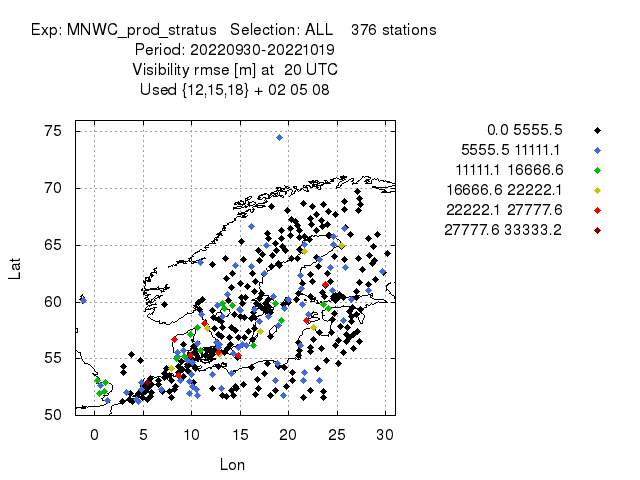 Exp: MNWC_prod_stratus   Selection: ALL    376 stations
Period: 20220930-20221019
Visibility rmse [m] at  20 UTC
Used {12,15,18} + 02 05 08
0.0 5555.5
5555.5 11111.1
11111.1 16666.6
16666.6 22222.1
22222.1 27777.6
27777.6 33333.2
75
70
65
60
55
50
Lat
0 5 10 15 20 25 30
Lon